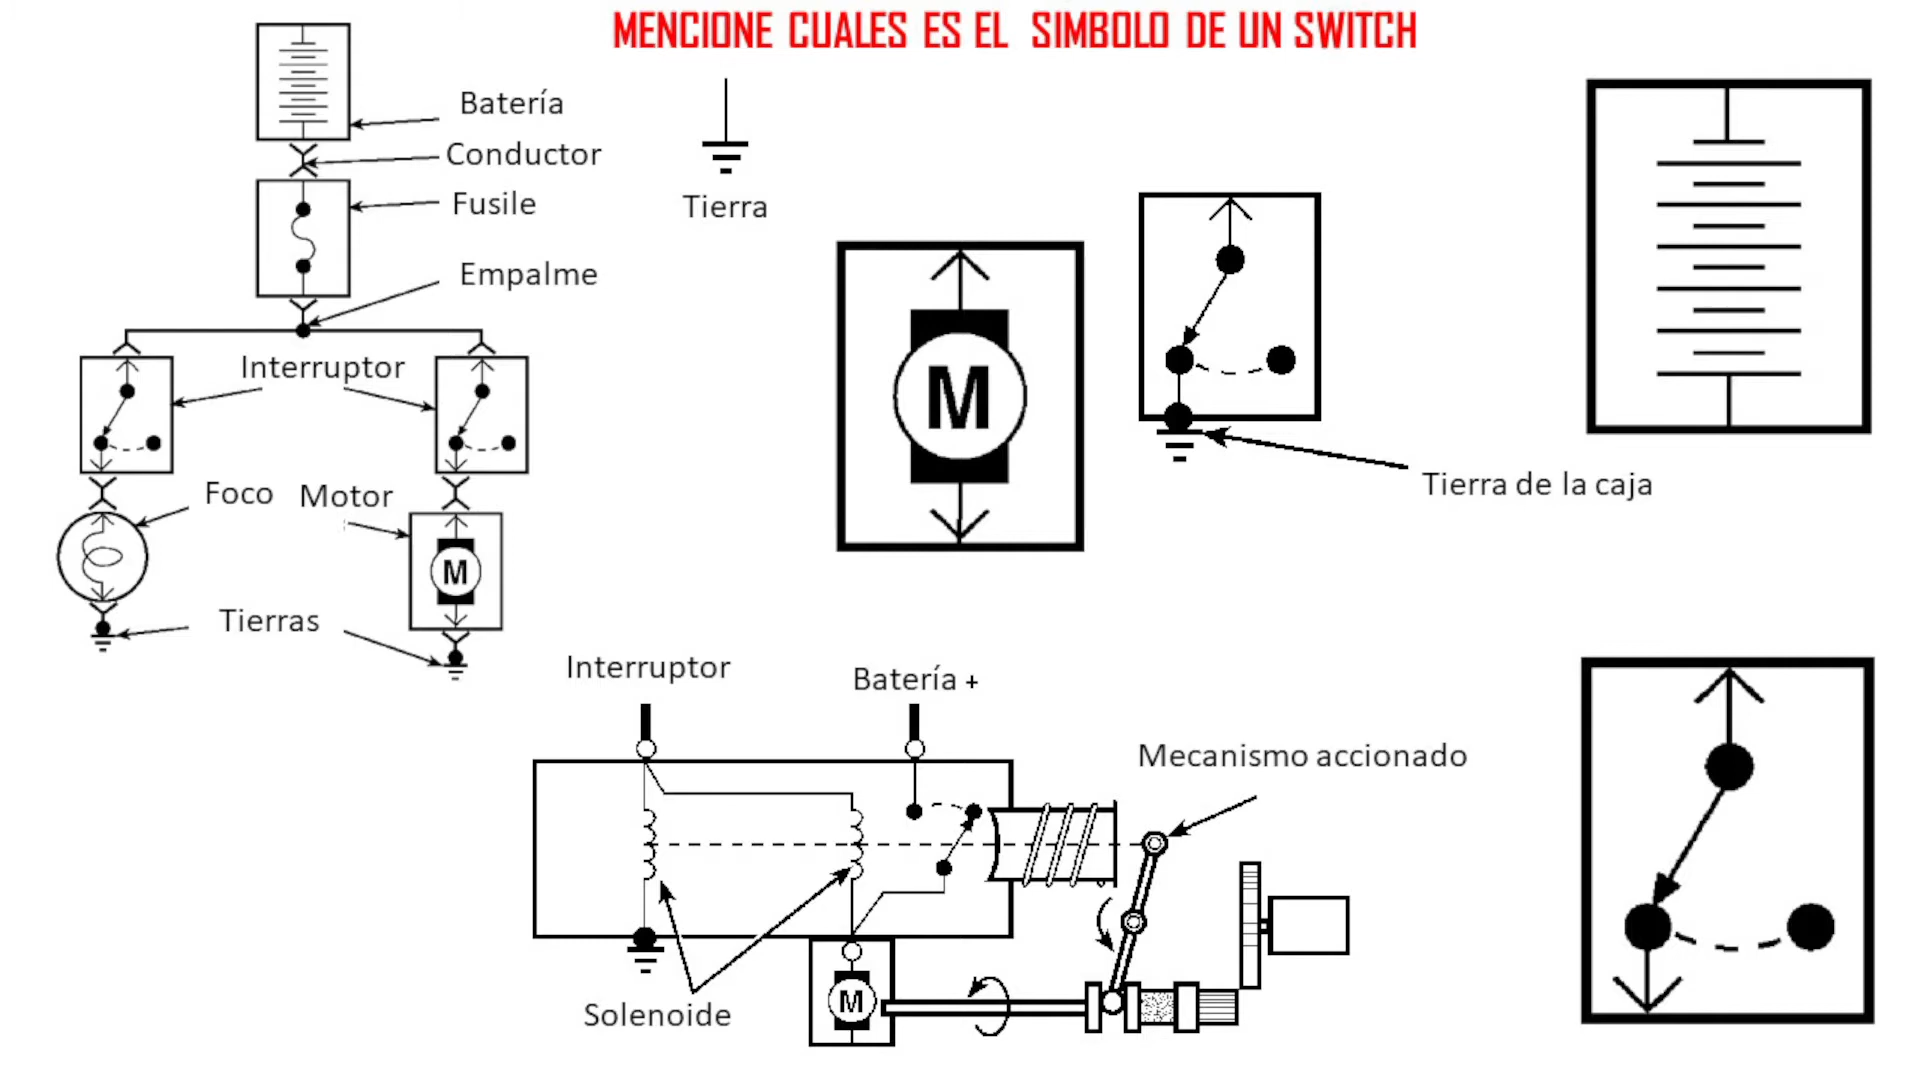 MENCIONE CUALES ES EL SIMBOLO DE UN SWITCH
Batería
Conductor
Fusile
Empalme
Interruptor
Foco
Motor
M
Tierras
Tierra
M
Tierra de la caja
Interruptor
Batería +
Mecanismo accionado
Solenoide
M